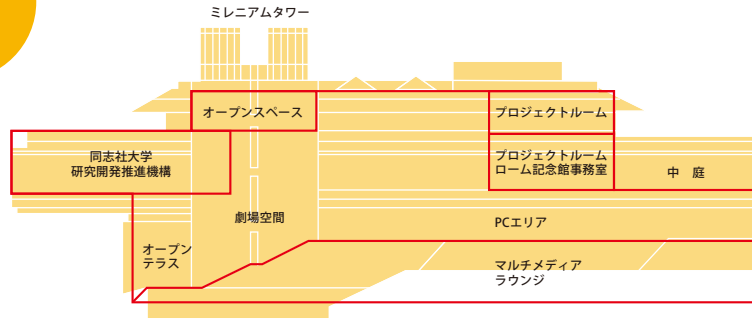 ミレニアムタワー
オープンスペース
プロジェクトルーム
同志社大学
研究開発推進機構
プロジェクトルーム
ローム記念館事務室
中 庭
劇場空間
PCエリア
オープン
テラス
マルチメディア
ラウンジ